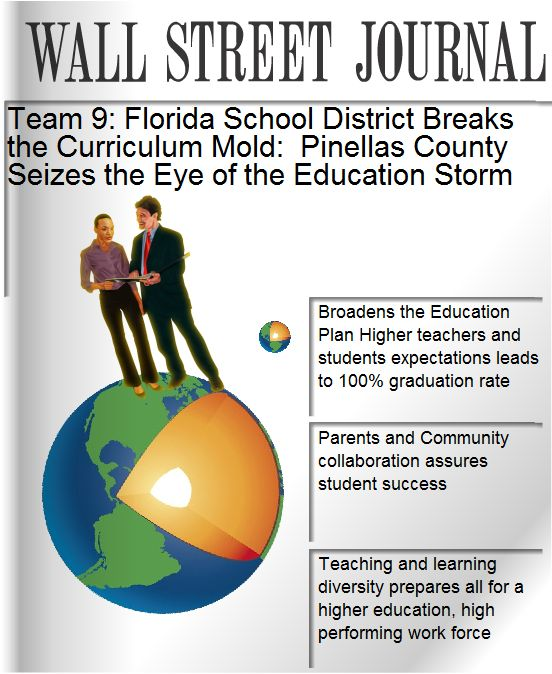 WALL STREET JOURNAL
Team 9: Florida School District Breaks
the Curriculum Mold:  Pinellas County
Seizes the Eye of the Education Storm
Broadens the Education
Plan Higher teachers and
students expectations leads
to 100% graduation rate
Parents and Community
collaboration assures
student success
Teaching and learning
diversity prepares all for a
higher education, high
performing work force